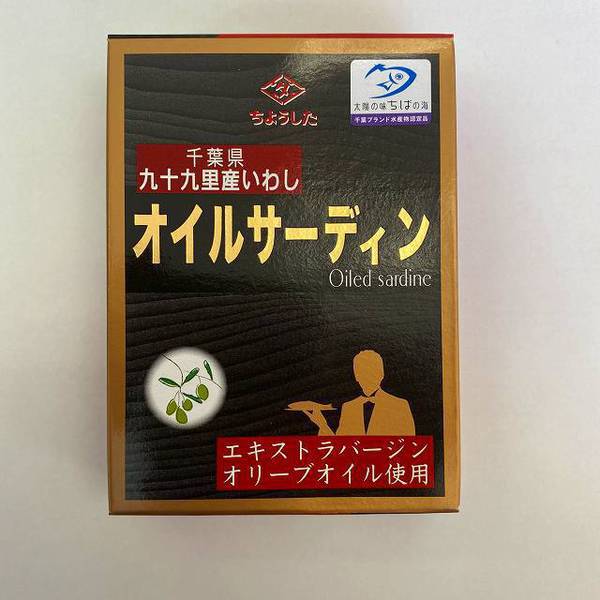 ちょうした
太陽の味 ちばの海
千葉ブランド水産物認定品
千葉県
九十九里産いわし
オイルサーディン
Oiled sardine
エキストラバージン
オリーブオイル使用